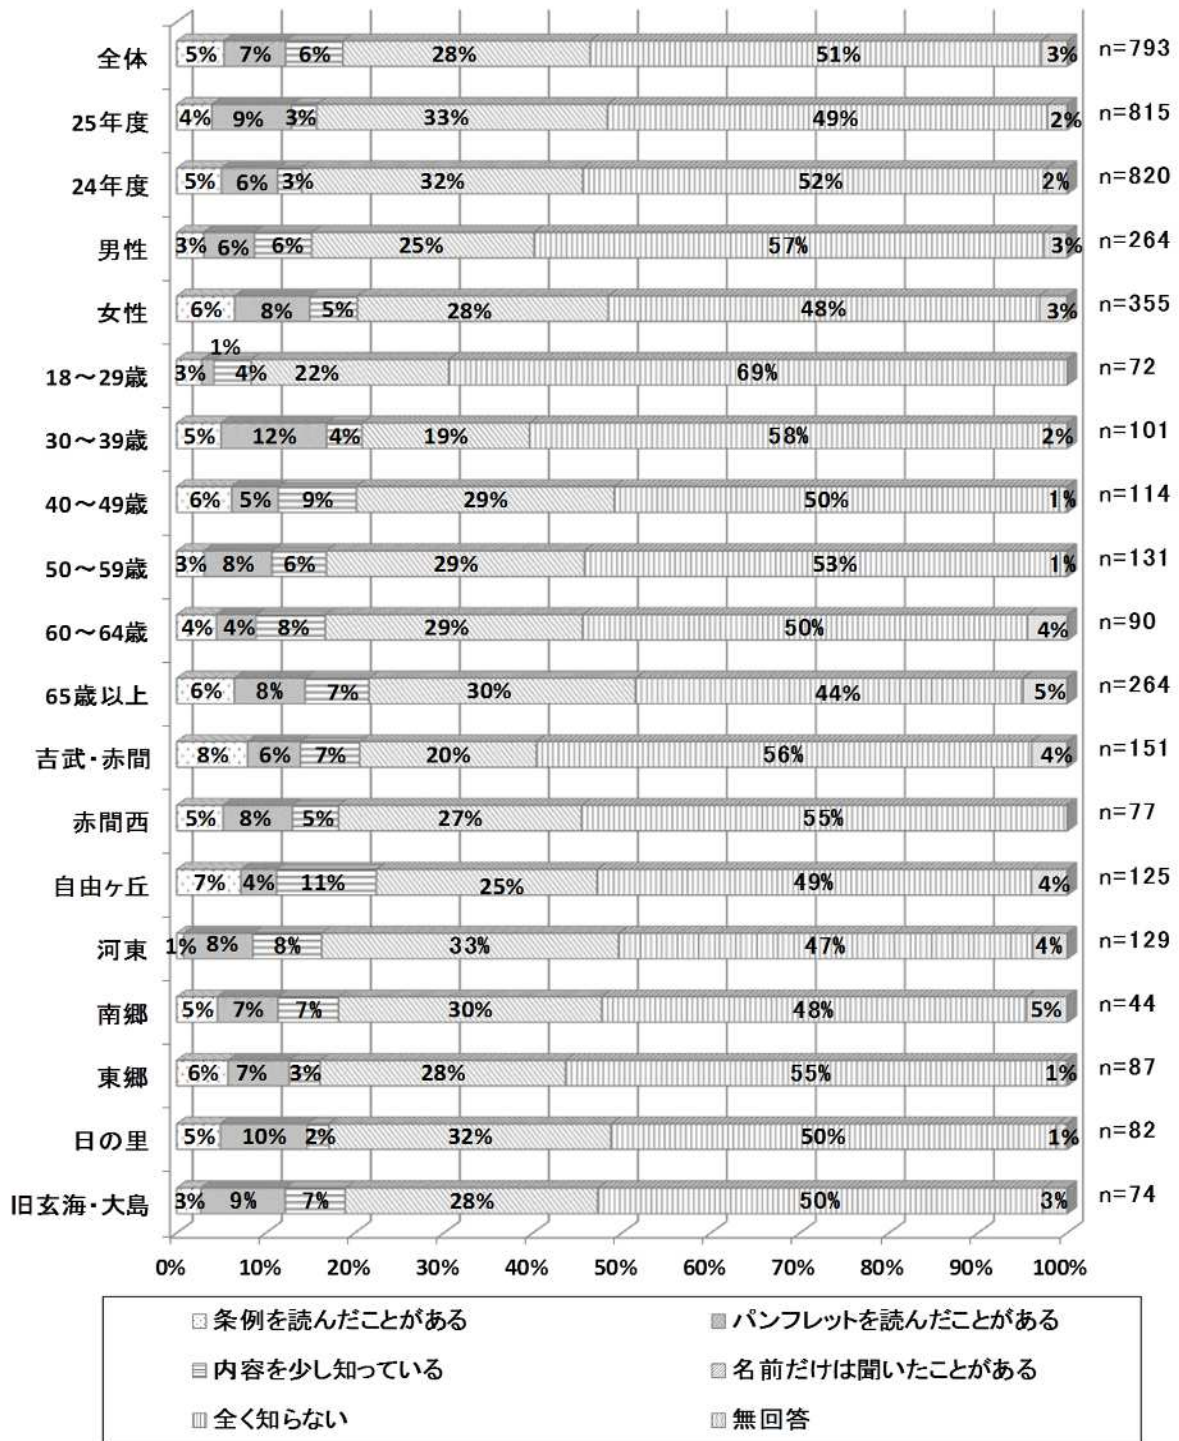 全体 5% 7% 6% 28% 51% 3% n=793
25年度 4% 9% 3% 33% 49% 2% n=815
24年度 5% 6% 3% 32% 52% 2% n=820
男性 3% 6% 6% 25% 57% 3% n=264
女性 6% 8% 5% 28% 48% 3% n=355
18～29歳 3% 1% 4% 22% 69% n=72
30～39歳 5% 12% 4% 19% 58% 2% n=101
40～49歳 6% 5% 9% 29% 50% 1% n=114
50～59歳 3% 8% 6% 29% 53% 1% n=131
60～64歳 4% 4% 8% 29% 50% 4% n=90
65歳以上 6% 8% 7% 30% 44% 5% n=264
吉武・赤間 8% 6% 7% 20% 56% 4% n=151
赤間西 5% 8% 5% 27% 55% n=77
自由ヶ丘 7% 4% 11% 25% 49% 4% n=125
河東 1% 8% 8% 33% 47% 4% n=129
南郷 5% 7% 7% 30% 48% 5% n=44
東郷 6% 7% 3% 28% 55% 1% n=87
日の里 5% 10% 2% 32% 50% 1% n=82
旧玄海・大島 3% 9% 7% 28% 50% 3% n=74
0% 10% 20% 30% 40% 50% 60% 70% 80% 90% 100%
条例を読んだことがある パンフレットを読んだことがある
内容を少し知っている 名前だけは聞いたことがある
全く知らない 無回答